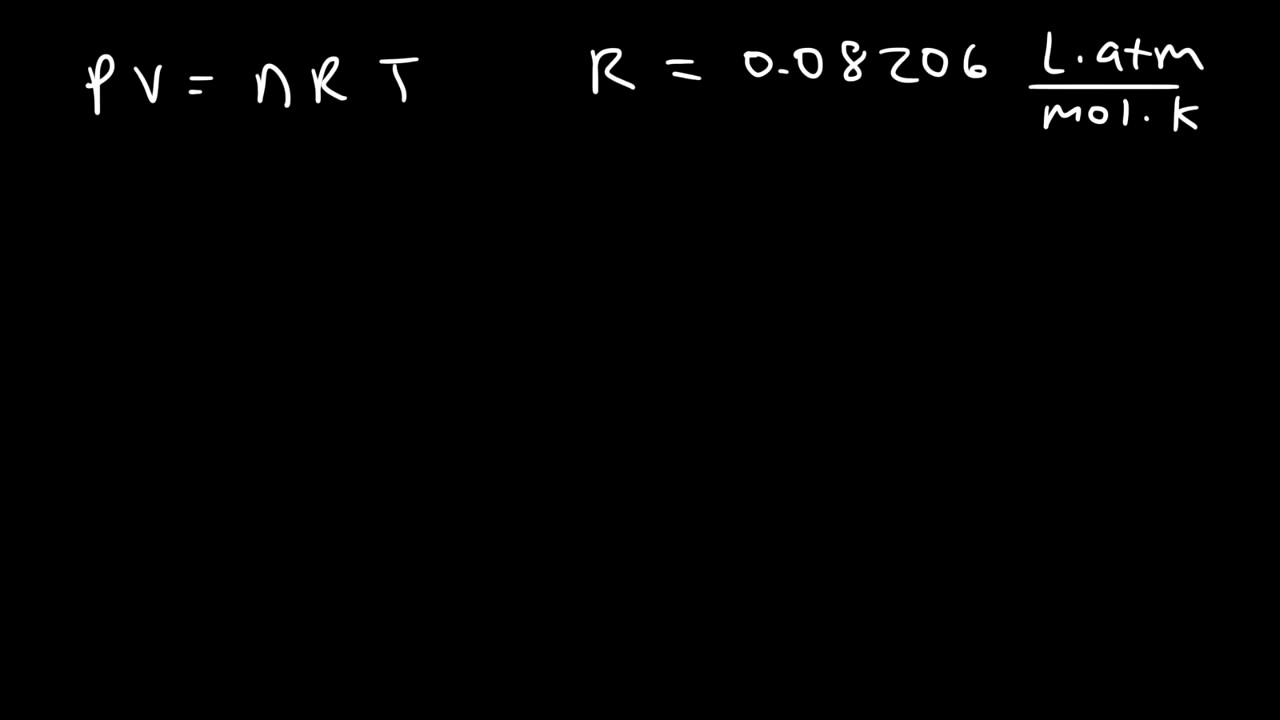 PV = nRT
R = 0.08206 L.atm / mol.k